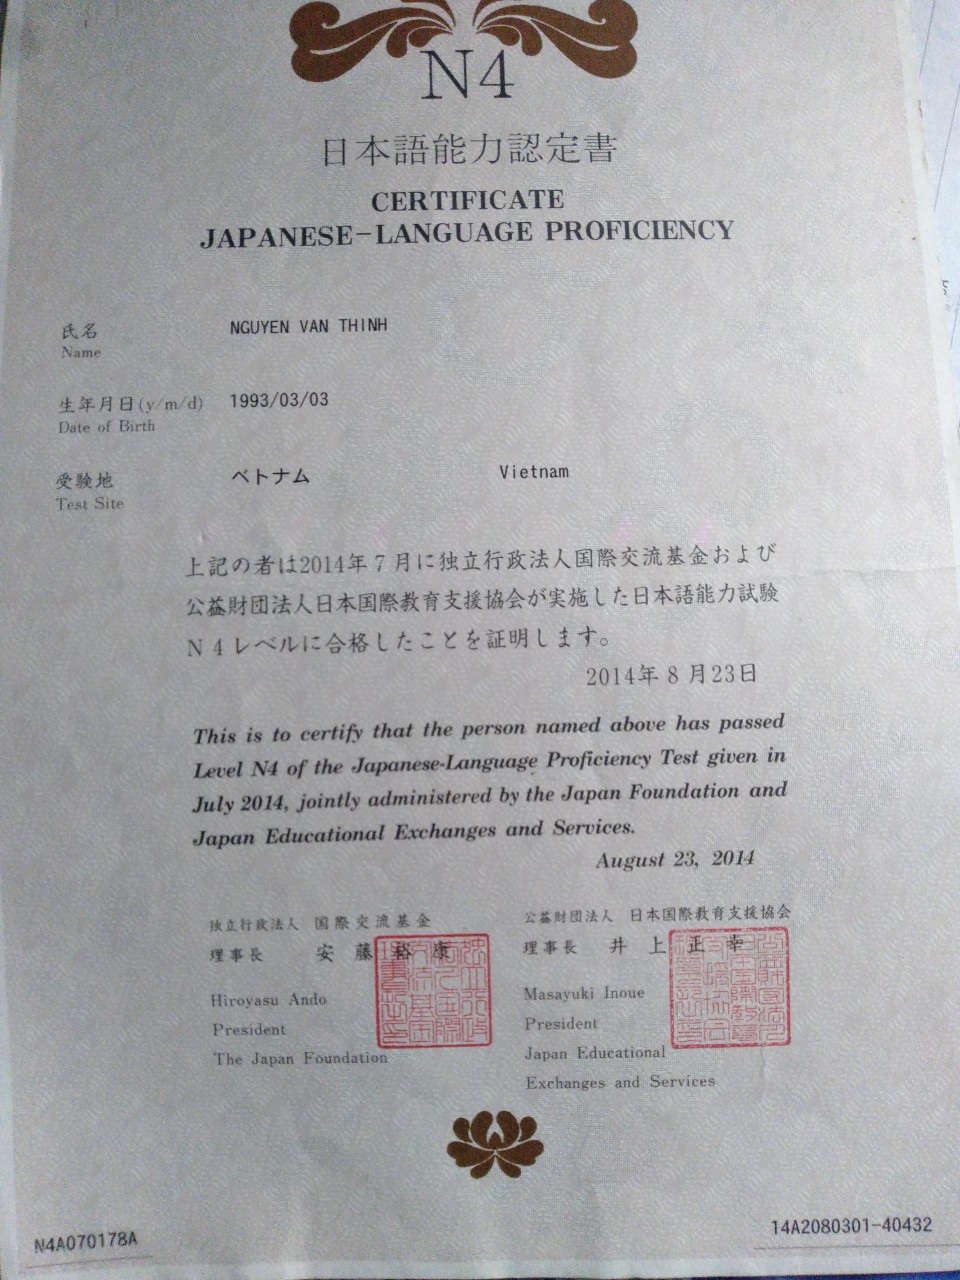 N4
日本語能力認定書
CERTIFICATE
JAPANESE-LANGUAGE PROFICIENCY
氏名 NGUYEN VAN THINH
Name
生年月日(y/m/d) 1993/03/03
Date of Birth
受験地 ベトナム Vietnam
Test Site
上記の者は2014年7月に独立行政法人国際交流基金および
公益財団法人日本国際教育支援協会が実施した日本語能力試験
N4レベルに合格したことを証明します。
2014年8月23日
This is to certify that the person named above has passed
Level N4 of the Japanese-Language Proficiency Test given in
July 2014, jointly administered by the Japan Foundation and
Japan Educational Exchanges and Services.
August 23, 2014
独立行政法人 国際交流基金
理事長 安藤裕康
Hiroyasu Ando
President
The Japan Foundation
公益財団法人 日本国際教育支援協会
理事長 井上正幸
Masayuki Inoue
President
Japan Educational
Exchanges and Services
N4A070178A
14A2080301-40432